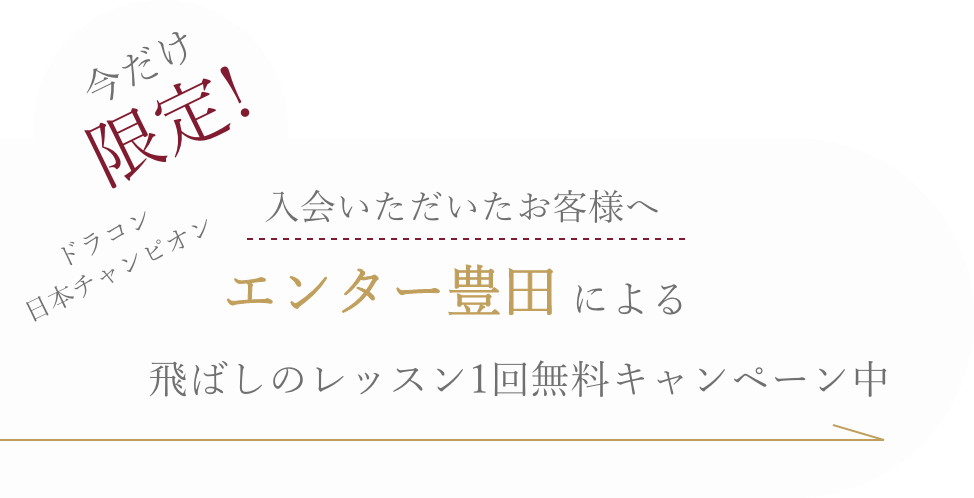 今だけ
限定!
入会いただいたお客様へ
ドラコン
日本チャンピオン
エンター豊田 による
飛ばしのレッスン1回無料キャンペーン中